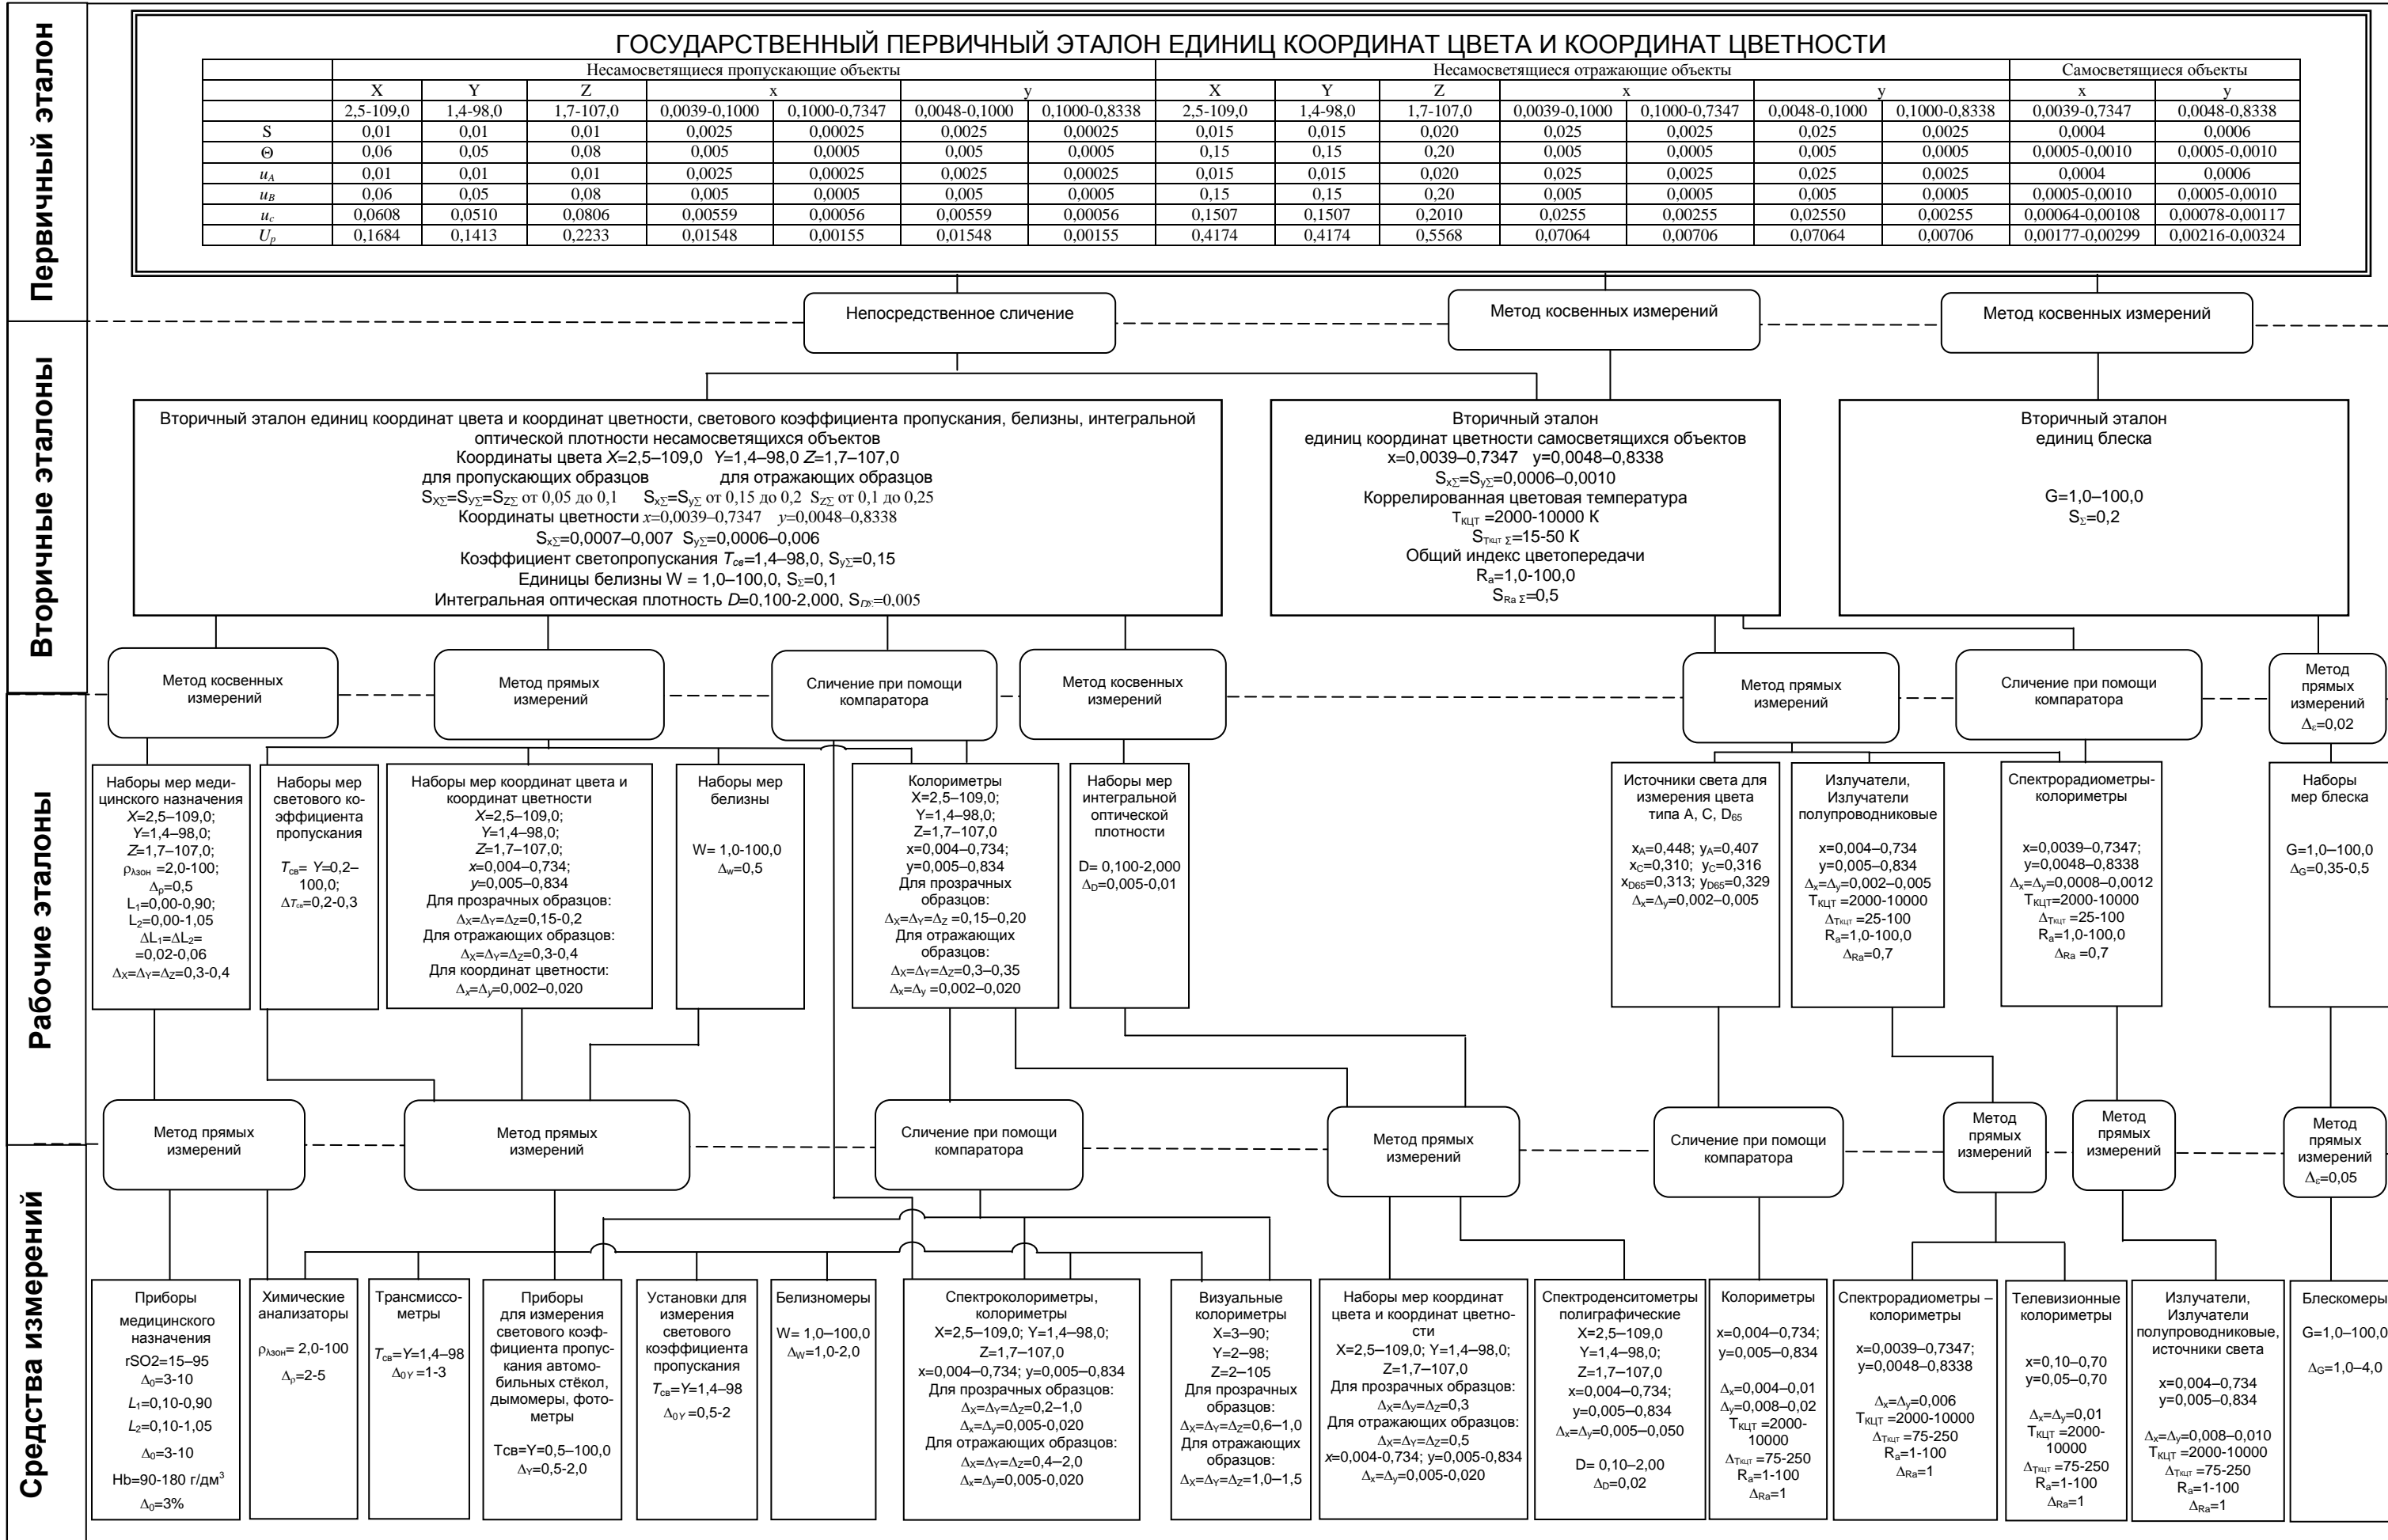 Первичный эталон
ГОСУДАРСТВЕННЫЙ ПЕРВИЧНЫЙ ЭТАЛОН ЕДИНИЦ КООРДИНАТ ЦВЕТА И КООРДИНАТ ЦВЕТНОСТИ
Несамосветящиеся пропускающие объекты Несамосветящиеся отражающие объекты Самосветящиеся объекты
X Y Z x y X Y Z x y x y
2,5-109,0 1,4-98,0 1,7-107,0 0,0039-0,1000 0,1000-0,7347 0,0048-0,1000 0,1000-0,8338 2,5-109,0 1,4-98,0 1,7-107,0 0,0039-0,1000 0,1000-0,7347 0,0048-0,1000 0,1000-0,8338 0,0039-0,7347 0,0048-0,8338
S 0,01 0,01 0,01 0,0025 0,00025 0,0025 0,00025 0,015 0,015 0,020 0,025 0,0025 0,025 0,0025 0,0004 0,0006
Θ 0,06 0,05 0,08 0,005 0,0005 0,005 0,0005 0,15 0,15 0,20 0,005 0,0005 0,005 0,0005 0,0005-0,0010 0,0005-0,0010
uA 0,01 0,01 0,01 0,0025 0,00025 0,0025 0,00025 0,015 0,015 0,020 0,025 0,0025 0,025 0,0025 0,0004 0,0006
uB 0,06 0,05 0,08 0,005 0,0005 0,005 0,0005 0,15 0,15 0,20 0,005 0,0005 0,005 0,0005 0,0005-0,0010 0,0005-0,0010
uc 0,0608 0,0510 0,0806 0,00559 0,00056 0,00559 0,00056 0,1507 0,1507 0,2010 0,0255 0,00255 0,02550 0,00255 0,00064-0,00108 0,00078-0,00117
Up 0,1684 0,1413 0,2233 0,01548 0,00155 0,01548 0,00155 0,4174 0,4174 0,5568 0,07064 0,00706 0,07064 0,00706 0,00177-0,00299 0,00216-0,00324
Непосредственное сличение
Метод косвенных измерений
Метод косвенных измерений
Вторичные эталоны
Вторичный эталон единиц координат цвета и координат цветности, светового коэффициента пропускания, белизны, интегральной
оптической плотности несамосветящихся объектов
Координаты цвета X=2,5–109,0 Y=1,4–98,0 Z=1,7–107,0
для пропускающих образцов для отражающих образцов
SXΣ=SyΣ=SZΣ от 0,05 до 0,1 SxΣ=SyΣ от 0,15 до 0,2 SZΣ от 0,1 до 0,25
Координаты цветности x=0,0039–0,7347 y=0,0048–0,8338
SxΣ=0,0007–0,007 SyΣ=0,0006–0,006
Коэффициент светопропускания Tсв=1,4–98,0, SyΣ=0,15
Единицы белизны W = 1,0–100,0, SΣ=0,1
Интегральная оптическая плотность D=0,100-2,000, SDΣ=0,005
Вторичный эталон
единиц координат цветности самосветящихся объектов
x=0,0039–0,7347 y=0,0048–0,8338
SxΣ=SyΣ=0,0006–0,0010
Коррелированная цветовая температура
TКЦТ =2000-10000 К
STКЦТ Σ=15-50 К
Общий индекс цветопередачи
Ra=1,0-100,0
SRa Σ=0,5
Вторичный эталон
единиц блеска
G=1,0–100,0
SΣ=0,2
Метод косвенных
измерений
Метод прямых
измерений
Сличение при помощи
компаратора
Метод косвенных
измерений
Метод прямых
измерений
Сличение при помощи
компаратора
Метод
прямых
измерений
Δε=0,02
Рабочие эталоны
Наборы мер меди-
цинского назначения
X=2,5–109,0;
Y=1,4–98,0;
Z=1,7–107,0;
ρλзон =2,0-100;
Δρ=0,5
L1=0,00-0,90;
L2=0,00-1,05
ΔL1=ΔL2=
=0,02-0,06
ΔX=ΔY=ΔZ=0,3-0,4
Наборы мер
светового ко-
эффициента
пропускания
Tсв= Y=0,2–
100,0;
ΔTсв=0,2-0,3
Наборы мер координат цвета и
координат цветности
X=2,5–109,0;
Y=1,4–98,0;
Z=1,7–107,0;
x=0,004–0,734;
y=0,005–0,834
Для прозрачных образцов:
ΔX=ΔY=ΔZ=0,15-0,2
Для отражающих образцов:
ΔX=ΔY=ΔZ=0,3-0,4
Для координат цветности:
Δx=Δy=0,002–0,020
Наборы мер
белизны
W= 1,0-100,0
Δw=0,5
Колориметры
X=2,5–109,0;
Y=1,4–98,0;
Z=1,7–107,0
x=0,004–0,734;
y=0,005–0,834
Для прозрачных
образцов:
ΔX=ΔY=ΔZ =0,15–0,20
Для отражающих
образцов:
ΔX=ΔY=ΔZ=0,3–0,35
Δx=Δy =0,002–0,020
Наборы мер
интегральной
оптической
плотности
D= 0,100-2,000
ΔD=0,005-0,01
Источники света для
измерения цвета
типа А, С, D65
xA=0,448; yA=0,407
xC=0,310; yC=0,316
xD65=0,313; yD65=0,329
Δx=Δy=0,002–0,005
Излучатели,
Излучатели
полупроводниковые
x=0,004–0,734
y=0,005–0,834
Δx=Δy=0,002–0,005
TКЦТ=2000-10000
ΔTКЦТ =25-100
Ra=1,0-100,0
ΔRa=0,7
Спектрорадиометры-
колориметры
x=0,0039–0,7347;
y=0,0048–0,8338
Δx=Δy=0,0008–0,0012
TКЦТ=2000-10000
ΔTКЦТ =25-100
Ra=1,0-100,0
ΔRa =0,7
Наборы
мер блеска
G=1,0–100,0
ΔG=0,35-0,5
Метод прямых
измерений
Метод прямых
измерений
Сличение при помощи
компаратора
Метод прямых
измерений
Сличение при помощи
компаратора
Метод
прямых
измерений
Метод
прямых
измерений
Метод
прямых
измерений
Δε=0,05
Средства измерений
Приборы
медицинского
назначения
rSO2=15–95
Δ0=3-10
L1=0,10-0,90
L2=0,10-1,05
Δ0=3-10
Hb=90-180 г/дм3
Δ0=3%
Химические
анализаторы
ρλзон= 2,0-100
Δρ=2-5
Трансмиссо-
метры
Tсв=Y=1,4–98
Δ0Y =1-3
Приборы
для измерения
светового коэф-
фициента пропус-
кания автомо-
бильных стёкол,
дымомеры, фото-
метры
Тсв=Y=0,5–100,0
ΔY=0,5-2,0
Установки для
измерения
светового
коэффициента
пропускания
Tсв=Y=1,4–98
Δ0Y =0,5-2
Белизномеры
W= 1,0–100,0
ΔW=1,0-2,0
Спектроколориметры,
колориметры
X=2,5–109,0; Y=1,4–98,0;
Z=1,7–107,0
x=0,004–0,734; y=0,005–0,834
Для прозрачных образцов:
ΔX=ΔY=ΔZ=0,2–1,0
Δx=Δy=0,005-0,020
Для отражающих образцов:
ΔX=ΔY=ΔZ=0,4–2,0
Δx=Δy=0,005-0,020
Визуальные
колориметры
X=3–90;
Y=2–98;
Z=2–105
Для прозрачных
образцов:
ΔX=ΔY=ΔZ=0,6–1,0
Для отражающих
образцов:
ΔX=ΔY=ΔZ=1,0–1,5
Наборы мер координат
цвета и координат цветно-
сти
X=2,5–109,0; Y=1,4–98,0;
Z=1,7–107,0
Для прозрачных образцов:
ΔX=ΔY=ΔZ=0,3
Для отражающих образцов:
ΔX=ΔY=ΔZ=0,5
x=0,004-0,734; y=0,005-0,834
Δx=Δy=0,005-0,020
Спектроденситометры
полиграфические
X=2,5–109,0
Y=1,4–98,0;
Z=1,7–107,0
x=0,004–0,734;
y=0,005–0,834
Δx=Δy=0,005–0,050
D= 0,10–2,00
ΔD=0,02
Колориметры
x=0,004–0,734;
y=0,005–0,834
Δx=0,004–0,01
Δy=0,008–0,02
TКЦТ =2000-
10000
ΔTКЦТ =75-250
Ra=1-100
ΔRa=1
Спектрорадиометры –
колориметры
x=0,0039–0,7347;
y=0,0048–0,8338
Δx=Δy=0,006
TКЦТ =2000-10000
ΔTКЦТ =75-250
Ra=1-100
ΔRa=1
Телевизионные
колориметры
x=0,10–0,70
y=0,05–0,70
Δx=Δy=0,01
TКЦТ =2000-
10000
ΔTКЦТ =75-250
Ra=1-100
ΔRa=1
Излучатели,
Излучатели
полупроводниковые,
источники света
x=0,004–0,734
y=0,005–0,834
Δx=Δy=0,008–0,010
TКЦТ =2000-10000
ΔTКЦТ =75-250
Ra=1-100
ΔRa=1
Блескомеры
G=1,0–100,0
ΔG=1,0–4,0